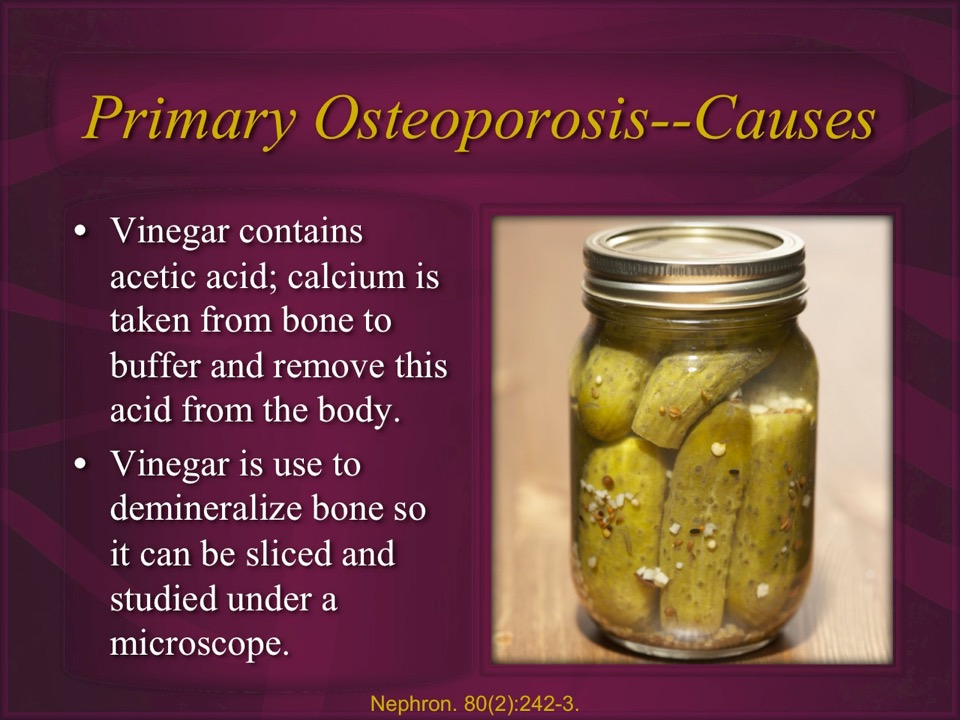 Primary Osteoporosis--Causes
• Vinegar contains
acetic acid; calcium is
taken from bone to
buffer and remove this
acid from the body.
• Vinegar is use to
demineralize bone so
it can be sliced and
studied under a
microscope.
Nephron. 80(2):242-3.